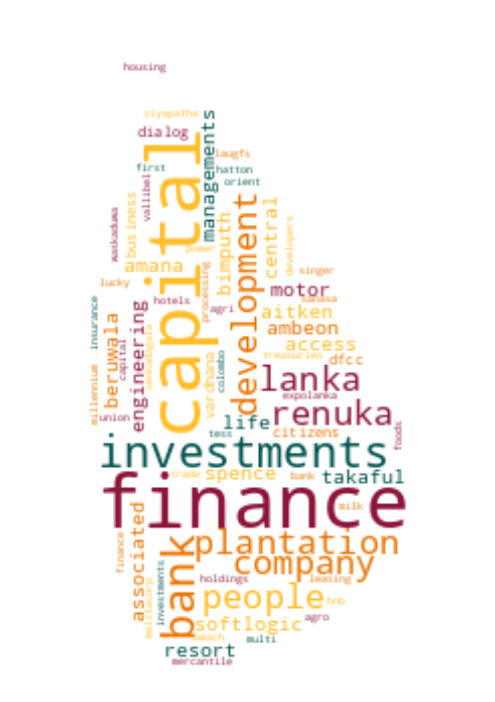 housing
siyapatha
dialog
capital
managements
laugfs
first
hatton
orient
vallibel
business
waskaduwa
bimputh
development
central
developers
power
amana
processing
singer
lucky
motor
sanasa
hotels
agri
insurance
millennium
beruwala
capital
engineering
aitken
ambeon
access
treasuries
dfcc
vardhana
colombo
lanka
expolanka
union
renuka
life
tess
citizens
foods
investments
trade
spence
bank
takaful
finance
milk
associated
finance
bank
plantation
company
investments
holdings
leasing
people
hnb
agro
softlogic
beach
multi
resort
mercantile